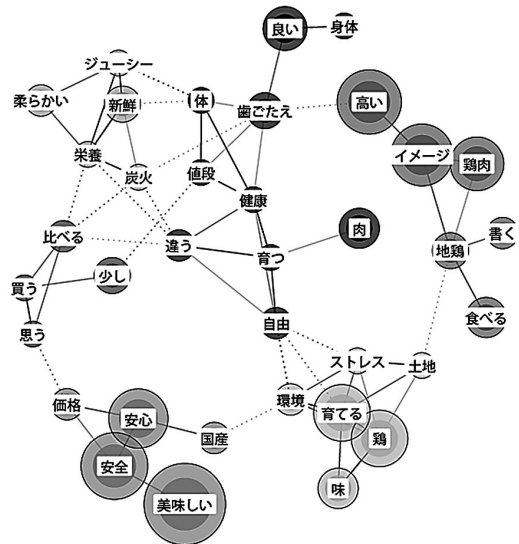 良い
身体
ジューシー
柔らかい
新鮮
体
歯ごたえ
高い
イメージ
鶏肉
栄養
炭火
値段
健康
書く
比べる
違う
育つ
肉
地鶏
少し
買う
食べる
思う
自由
ストレス
土地
価格
安心
環境
育てる
国産
鶏
安全
味
美味しい